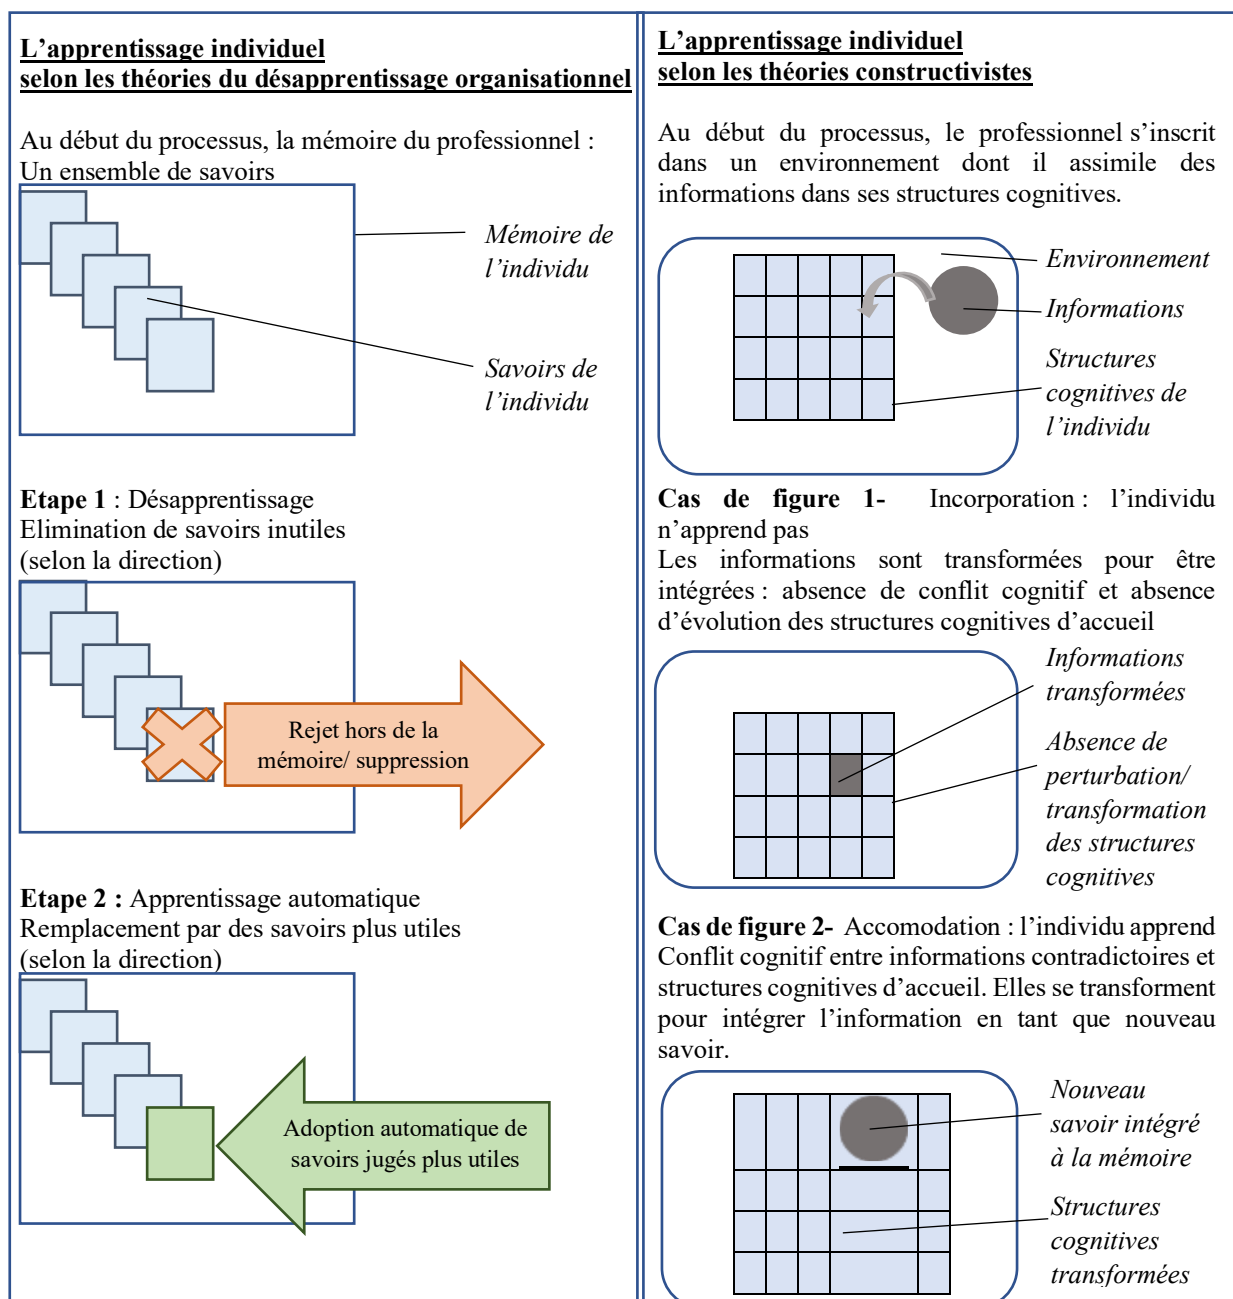 L’apprentissage individuel
selon les théories du désapprentissage organisationnel
Au début du processus, la mémoire du professionnel :
Un ensemble de savoirs
Mémoire de
l’individu
Savoirs de
l’individu
Etape 1 : Désapprentissage
Elimination de savoirs inutiles
(selon la direction)
Rejet hors de la
mémoire/ suppression
Etape 2 : Apprentissage automatique
Remplacement par des savoirs plus utiles
(selon la direction)
Adoption automatique de
savoirs jugés plus utiles
L’apprentissage individuel
selon les théories constructivistes
Au début du processus, le professionnel s’inscrit
dans un environnement dont il assimile des
informations dans ses structures cognitives.
Environnement
Informations
Structures
cognitives de
l’individu
Cas de figure 1- Incorporation : l’individu
n’apprend pas
Les informations sont transformées pour être
intégrées : absence de conflit cognitif et absence
d’évolution des structures cognitives d’accueil
Informations
transformées
Absence de
perturbation/
transformation
des structures
cognitives
Cas de figure 2- Accomodation : l’individu apprend
Conflit cognitif entre informations contradictoires et
structures cognitives d’accueil. Elles se transforment
pour intégrer l’information en tant que nouveau
savoir.
Nouveau
savoir intégré
à la mémoire
Structures
cognitives
transformées